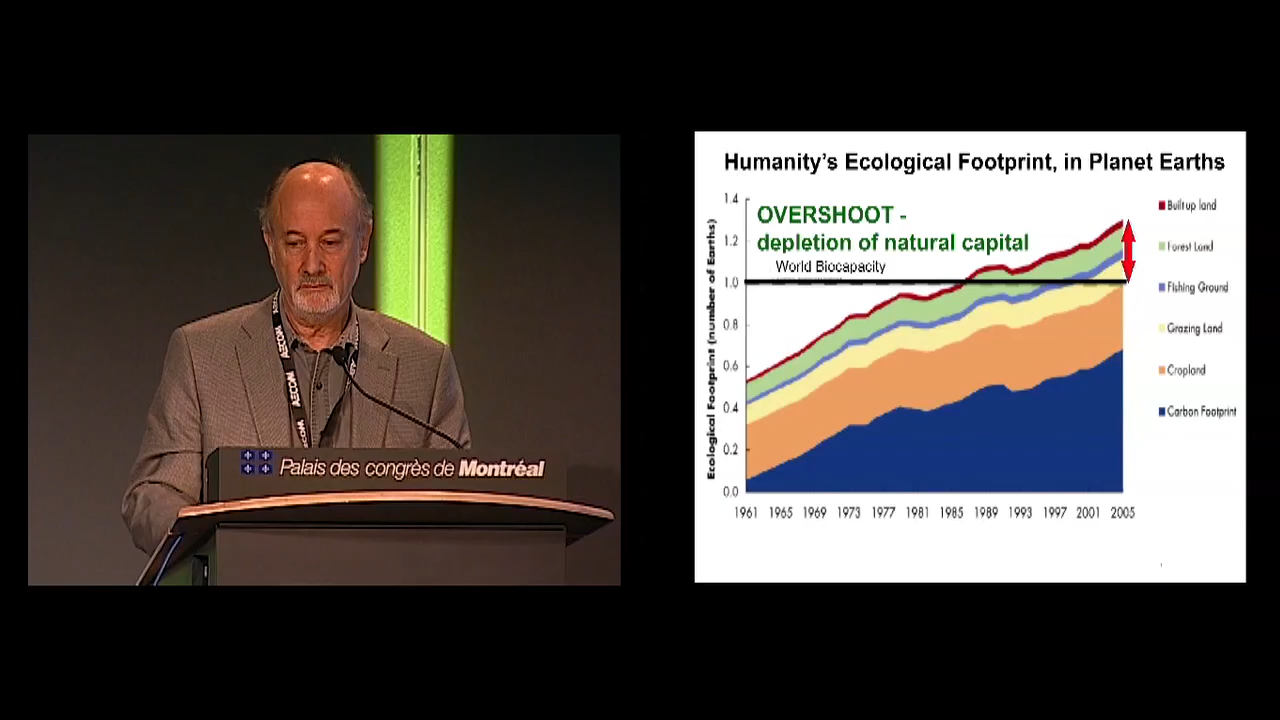 AECOM
AECOM
ECOM
Palais des congrès de Montréal
Humanity's Ecological Footprint, in Planet Earths
OVERSHOOT -
depletion of natural capital
World Biocapacity
Ecological Footprint (number of Earths)
1.4
1.2
1.0
0.8
0.6
0.4
0.2
0.0
1961 1965 1969 1973 1977 1981 1985 1989 1993 1997 2001 2005
Built-up land
Forest Land
Fishing Ground
Grazing Land
Cropland
Carbon Footprint